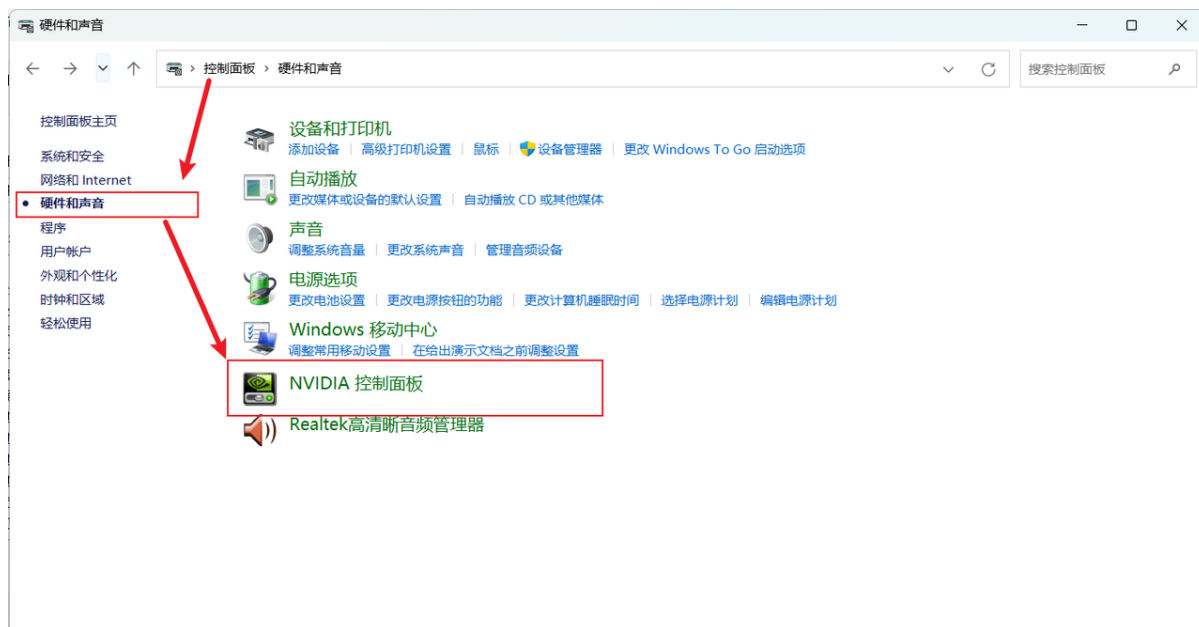 硬件和声音
控制面板 › 硬件和声音
搜索控制面板
控制面板主页
系统和安全
网络和 Internet
硬件和声音
程序
用户帐户
外观和个性化
时钟和区域
轻松使用
设备和打印机
添加设备 | 高级打印机设置 | 鼠标 | 设备管理器 | 更改 Windows To Go 启动选项
自动播放
更改媒体或设备的默认设置 | 自动播放 CD 或其他媒体
声音
调整系统音量 | 更改系统声音 | 管理音频设备
电源选项
更改电池设置 | 更改电源按钮的功能 | 更改计算机睡眠时间 | 选择电源计划 | 编辑电源计划
Windows 移动中心
调整常用移动设置 | 在给出演示文档之前调整设置
NVIDIA 控制面板
Realtek高清晰音频管理器